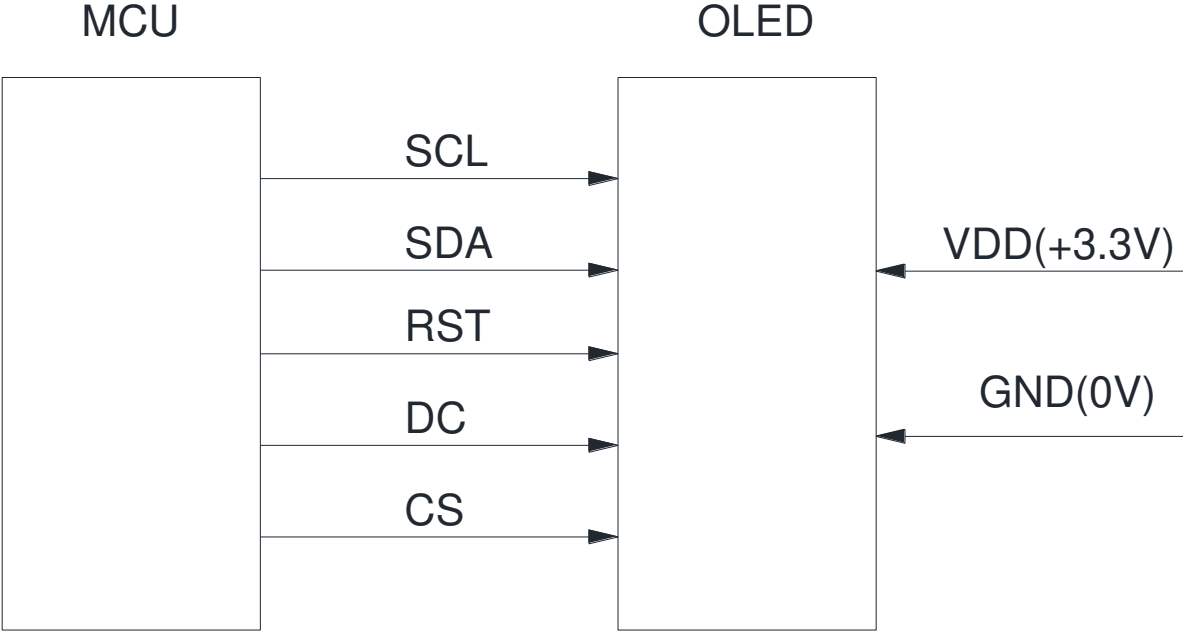 MCU
OLED
SCL
SDA
VDD(+3.3V)
RST
GND(0V)
DC
CS